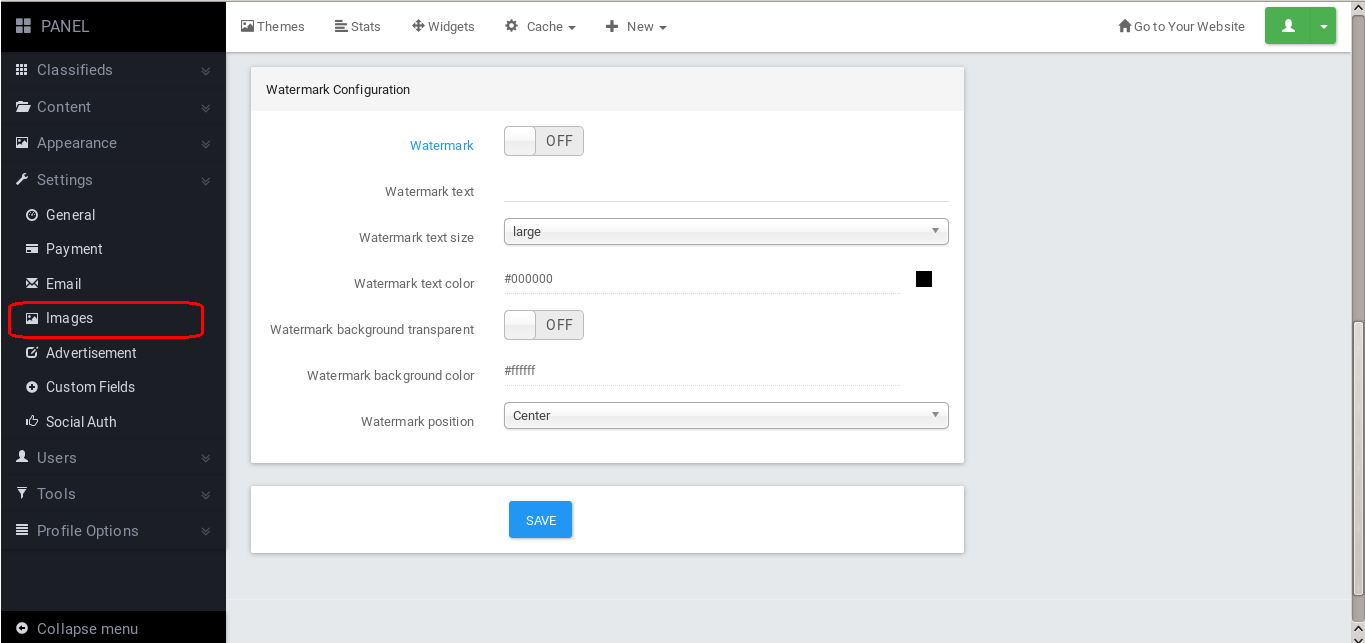 PANEL
Themes Stats Widgets Cache New Go to Your Website
Classifieds
Content
Appearance
Settings
General
Payment
Email
Images
Advertisement
Custom Fields
Social Auth
Users
Tools
Profile Options
Collapse menu
Watermark Configuration
Watermark OFF
Watermark text
Watermark text size large
Watermark text color #000000
Watermark background transparent OFF
Watermark background color #ffffff
Watermark position Center
SAVE